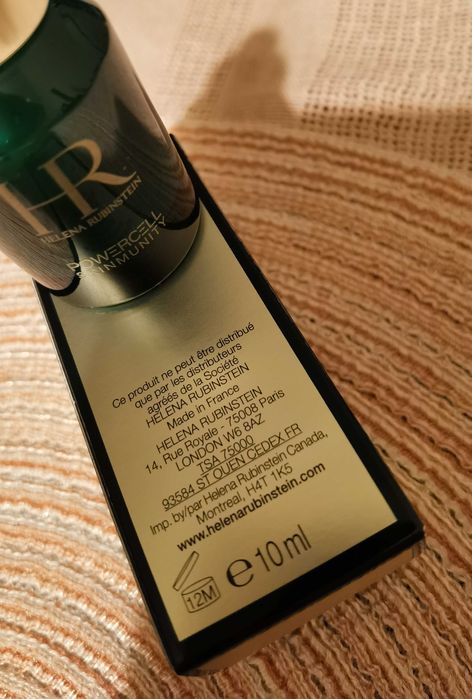 HR
HELENA RUBINSTEIN
POWERCELL
SKINMUNITY
Ce produit ne peut être distribué
que par les distributeurs
agréés de la Société
HELENA RUBINSTEIN
Made in France
HELENA RUBINSTEIN
14, Rue Royale - 75008 Paris
LONDON W6 8AZ
TSA 75000
93584 ST OUEN CEDEX FR
Imp. by/par Helena Rubinstein Canada,
Montreal, H4T 1K5
www.helenarubinstein.com
12M
e 10 ml